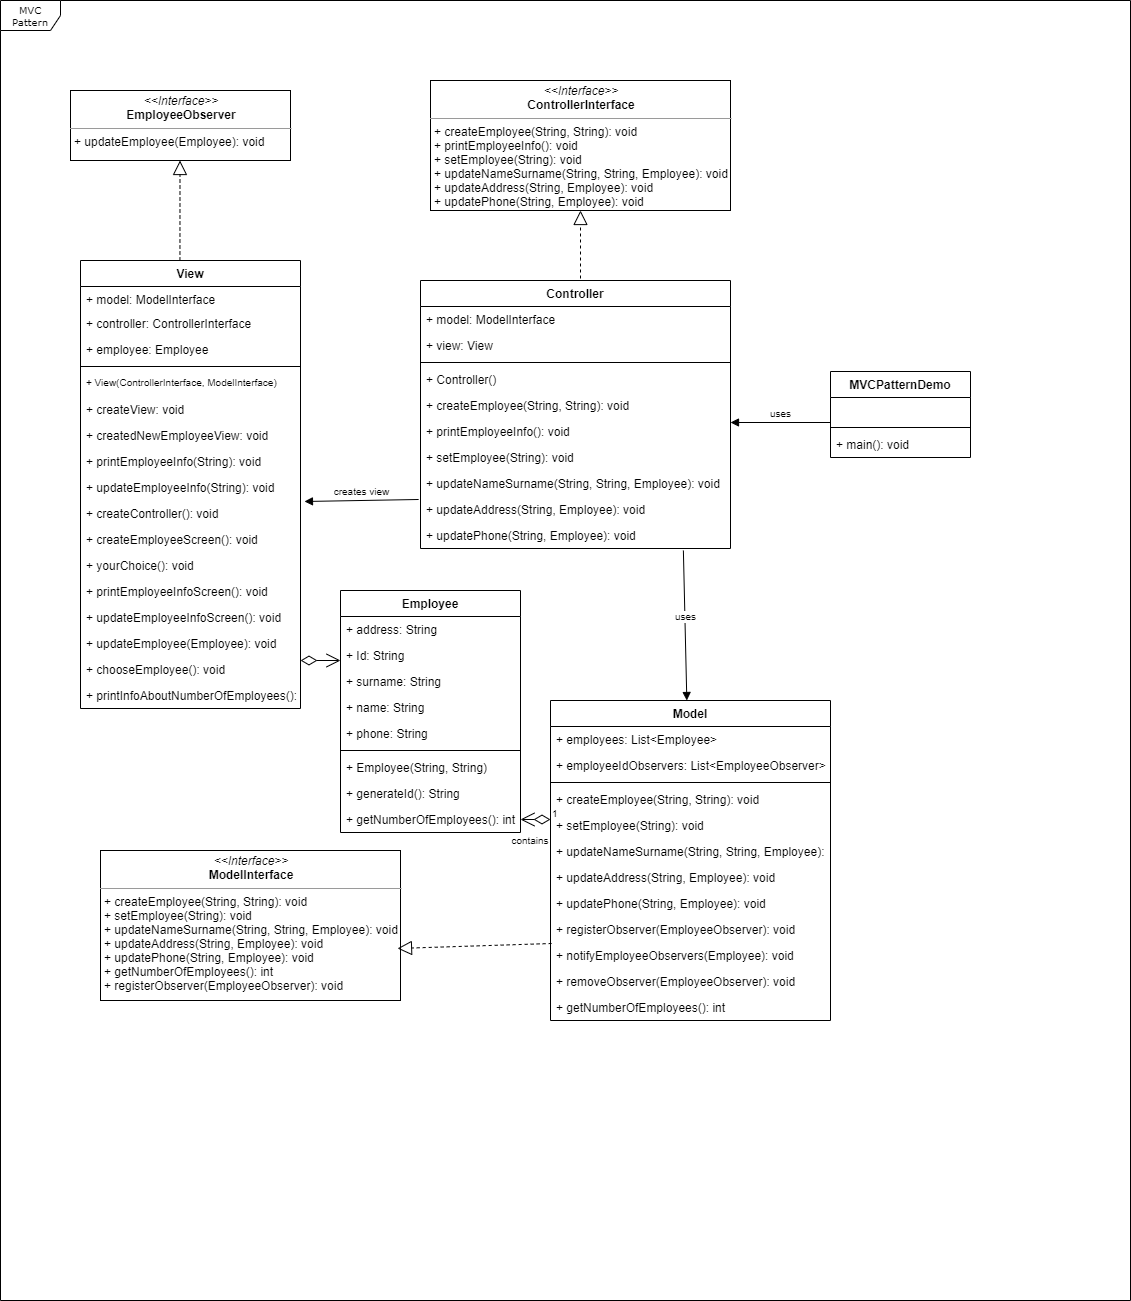 MVC
Pattern
<<Interface>>
EmployeeObserver
+ updateEmployee(Employee): void
<<Interface>>
ControllerInterface
+ createEmployee(String, String): void
+ printEmployeeInfo(): void
+ setEmployee(String): void
+ updateNameSurname(String, String, Employee): void
+ updateAddress(String, Employee): void
+ updatePhone(String, Employee): void
View
+ model: ModelInterface
+ controller: ControllerInterface
+ employee: Employee
+ View(ControllerInterface, ModelInterface)
+ createView: void
+ createdNewEmployeeView: void
+ printEmployeeInfo(String): void
+ updateEmployeeInfo(String): void
+ createController(): void
+ createEmployeeScreen(): void
+ yourChoice(): void
+ printEmployeeInfoScreen(): void
+ updateEmployeeInfoScreen(): void
+ updateEmployee(Employee): void
+ chooseEmployee(): void
+ printInfoAboutNumberOfEmployees():
Controller
+ model: ModelInterface
+ view: View
+ Controller()
+ createEmployee(String, String): void
+ printEmployeeInfo(): void
+ setEmployee(String): void
+ updateNameSurname(String, String, Employee): void
+ updateAddress(String, Employee): void
+ updatePhone(String, Employee): void
MVCPatternDemo
+ main(): void
uses
creates view
uses
Employee
+ address: String
+ Id: String
+ surname: String
+ name: String
+ phone: String
+ Employee(String, String)
+ generateId(): String
+ getNumberOfEmployees(): int
1
contains
Model
+ employees: List<Employee>
+ employeeIdObservers: List<EmployeeObserver>
+ createEmployee(String, String): void
+ setEmployee(String): void
+ updateNameSurname(String, String, Employee):
+ updateAddress(String, Employee): void
+ updatePhone(String, Employee): void
+ registerObserver(EmployeeObserver): void
+ notifyEmployeeObservers(Employee): void
+ removeObserver(EmployeeObserver): void
+ getNumberOfEmployees(): int
<<Interface>>
ModelInterface
+ createEmployee(String, String): void
+ setEmployee(String): void
+ updateNameSurname(String, String, Employee): void
+ updateAddress(String, Employee): void
+ updatePhone(String, Employee): void
+ getNumberOfEmployees(): int
+ registerObserver(EmployeeObserver): void